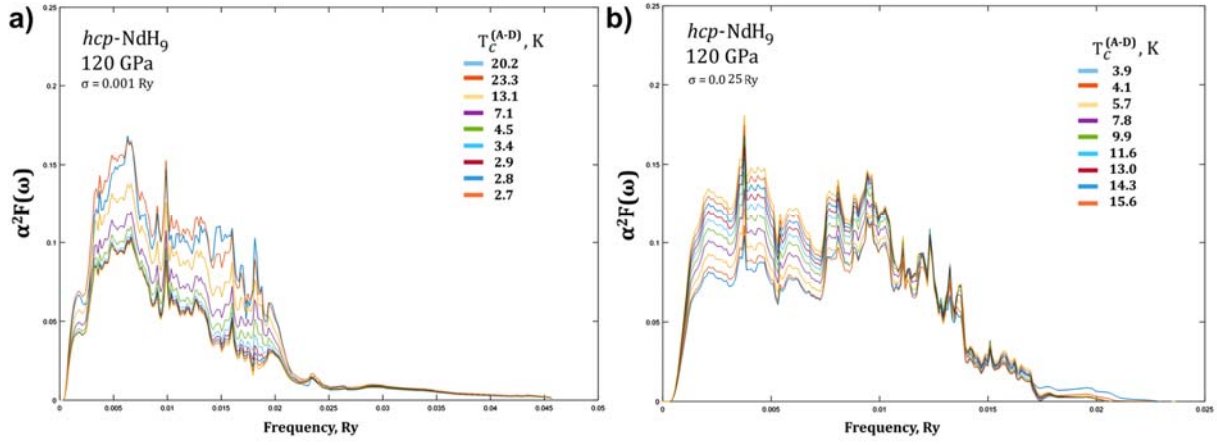 a)
0.25
0.2
0.15
0.1
0.05
0
α²F(ω)
hcp-NdH₉
120 GPa
σ = 0.001 Ry
T_c^(A-D), K
20.2
23.3
13.1
7.1
4.5
3.4
2.9
2.8
2.7
0 0.005 0.01 0.015 0.02 0.025 0.03 0.035 0.04 0.045 0.05
Frequency, Ry
b)
0.25
0.2
0.15
0.1
0.05
0
α²F(ω)
hcp-NdH₉
120 GPa
σ = 0.025 Ry
T_c^(A-D), K
3.9
4.1
5.7
7.8
9.9
11.6
13.0
14.3
15.6
0 0.005 0.01 0.015 0.02 0.025
Frequency, Ry